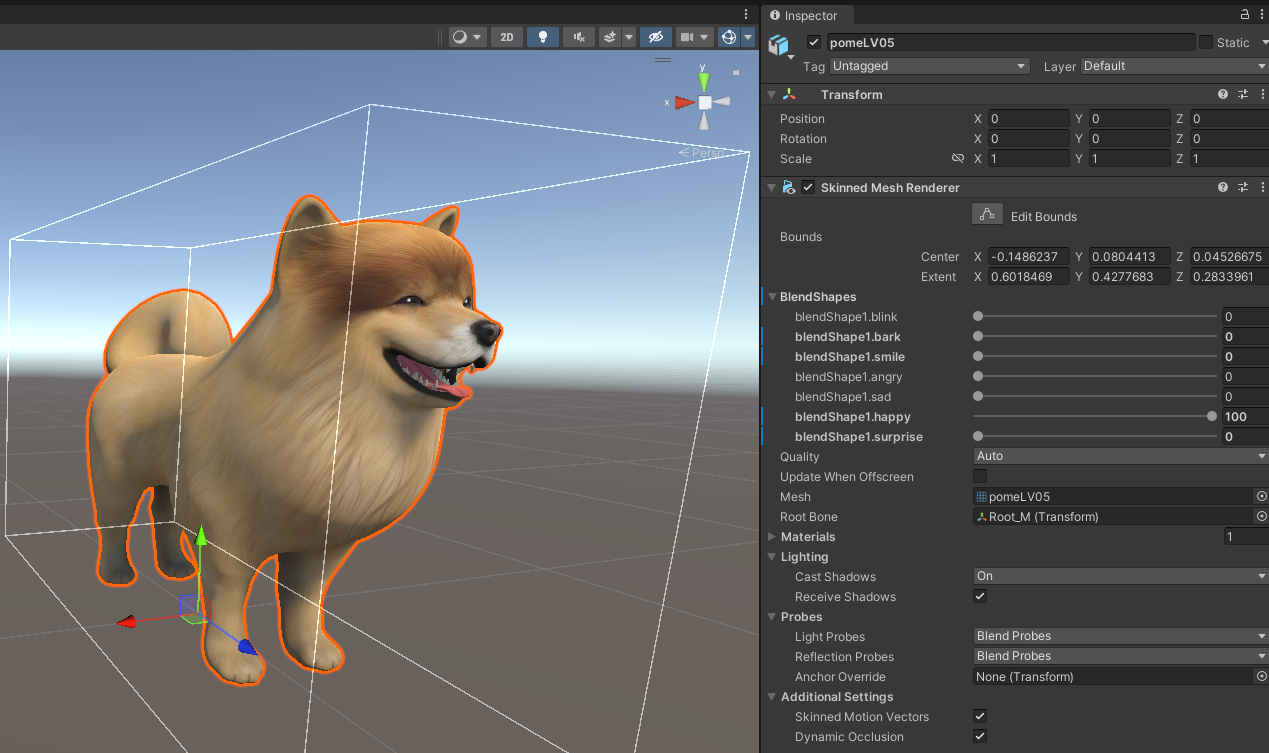 Inspector
2D
pomeLV05 Static
Tag Untagged Layer Default
y
x
Persp
Transform
Position X 0 Y 0 Z 0
Rotation X 0 Y 0 Z 0
Scale X 1 Y 1 Z 1
Skinned Mesh Renderer
Edit Bounds
Bounds
Center X -0.1486237 Y 0.0804413 Z 0.04526675
Extent X 0.6018469 Y 0.4277683 Z 0.2833961
BlendShapes
blendShape1.blink 0
blendShape1.bark 0
blendShape1.smile 0
blendShape1.angry 0
blendShape1.sad 0
blendShape1.happy 100
blendShape1.surprise 0
Quality Auto
Update When Offscreen
Mesh pomeLV05
Root Bone Root_M (Transform)
Materials 1
Lighting
Cast Shadows On
Receive Shadows
Probes
Light Probes Blend Probes
Reflection Probes Blend Probes
Anchor Override None (Transform)
Additional Settings
Skinned Motion Vectors
Dynamic Occlusion